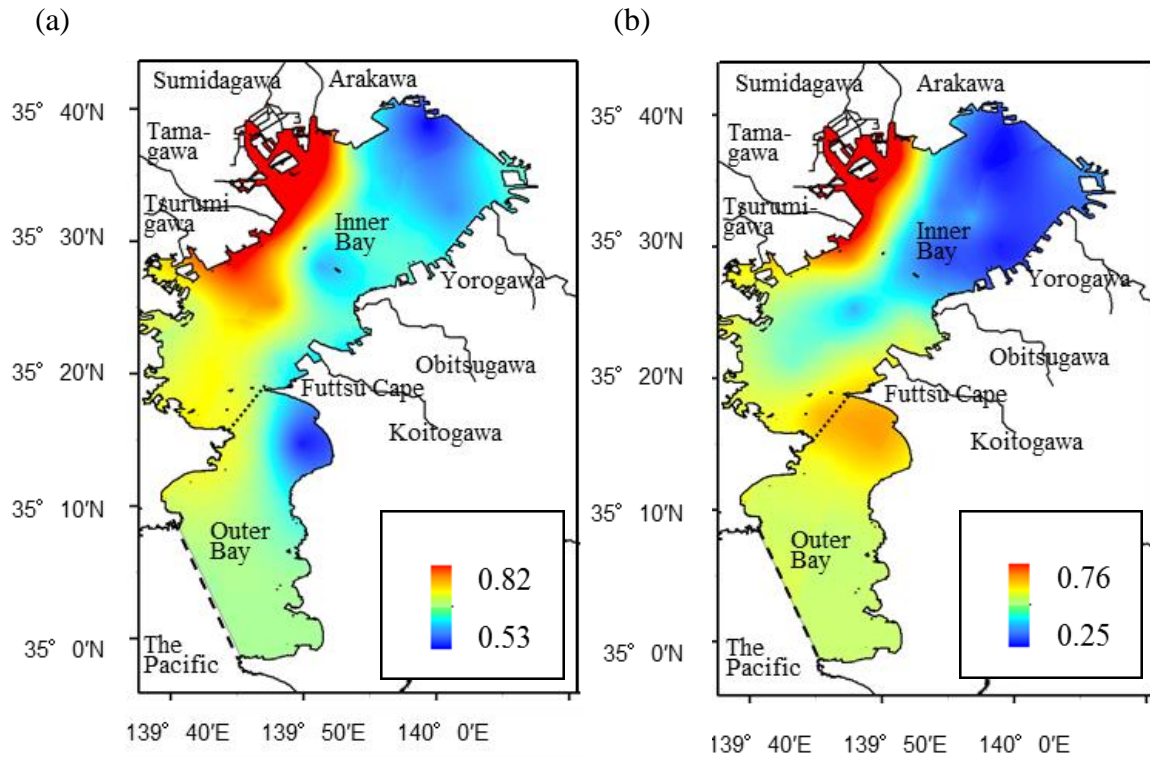 (a)
Sumidagawa
Arakawa
35° 40′N
Tama-
gawa
Tsurumi
gawa
35° 30′N
Inner
Bay
Yorogawa
Obitsugawa
35° 20′N
Futtsu Cape
Koitogawa
35° 10′N
Outer
Bay
0.82
0.53
35° 0′N
The
Pacific
139° 40′E
139° 50′E
140° 0′E
(b)
Sumidagawa
Arakawa
35° 40′N
Tama-
gawa
Tsurumi-
gawa
35° 30′N
Inner
Bay
Yorogawa
Obitsugawa
35° 20′N
Futtsu Cape
Koitogawa
35° 10′N
Outer
Bay
0.76
0.25
35° 0′N
The
Pacific
139° 40′E
139° 50′E
140° 0′E